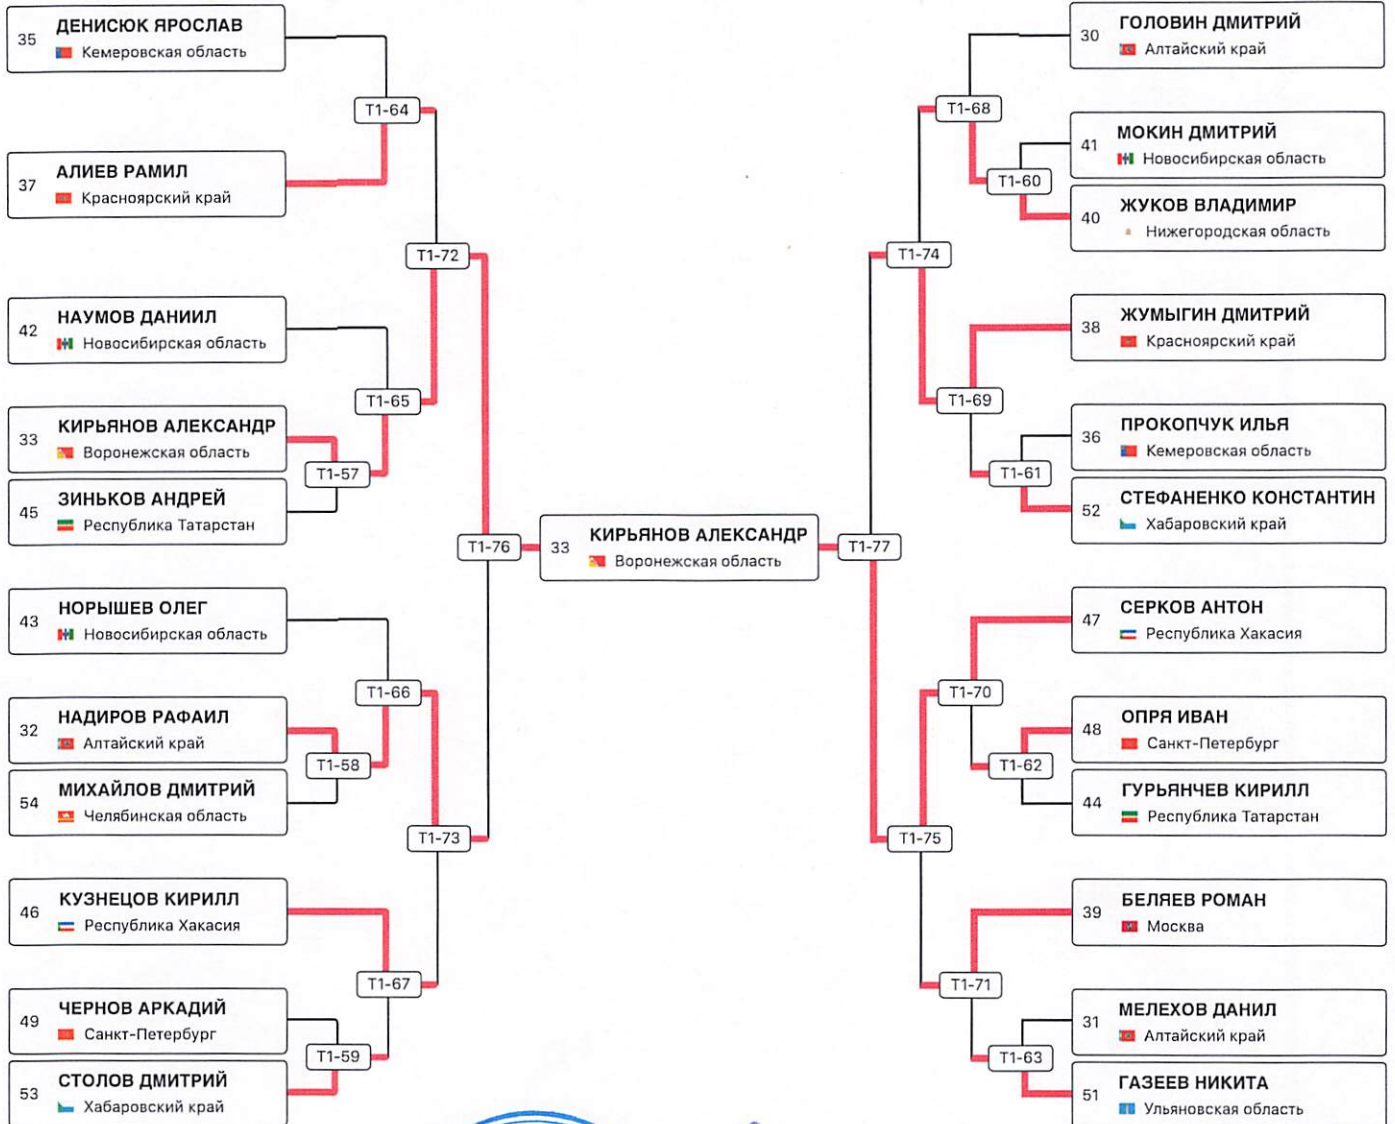 35
ДЕНИСЮК ЯРОСЛАВ
Кемеровская область
T1-64
37
АЛИЕВ РАМИЛ
Красноярский край
T1-72
42
НАУМОВ ДАНИИЛ
Новосибирская область
T1-65
33
КИРЬЯНОВ АЛЕКСАНДР
Воронежская область
T1-57
45
ЗИНЬКОВ АНДРЕЙ
Республика Татарстан
T1-76
43
НОРЫШЕВ ОЛЕГ
Новосибирская область
T1-66
32
НАДИРОВ РАФАИЛ
Алтайский край
T1-58
54
МИХАЙЛОВ ДМИТРИЙ
Челябинская область
T1-73
46
КУЗНЕЦОВ КИРИЛЛ
Республика Хакасия
T1-67
49
ЧЕРНОВ АРКАДИЙ
Санкт-Петербург
T1-59
53
СТОЛОВ ДМИТРИЙ
Хабаровский край
33
КИРЬЯНОВ АЛЕКСАНДР
Воронежская область
T1-77
30
ГОЛОВИН ДМИТРИЙ
Алтайский край
T1-68
41
МОКИН ДМИТРИЙ
Новосибирская область
T1-60
40
ЖУКОВ ВЛАДИМИР
Нижегородская область
T1-74
38
ЖУМЫГИН ДМИТРИЙ
Красноярский край
T1-69
36
ПРОКОПЧУК ИЛЬЯ
Кемеровская область
T1-61
52
СТЕФАНЕНКО КОНСТАНТИН
Хабаровский край
47
СЕРКОВ АНТОН
Республика Хакасия
T1-70
48
ОПРЯ ИВАН
Санкт-Петербург
T1-62
44
ГУРЬЯНЧЕВ КИРИЛЛ
Республика Татарстан
T1-75
39
БЕЛЯЕВ РОМАН
Москва
T1-71
31
МЕЛЕХОВ ДАНИЛ
Алтайский край
T1-63
51
ГАЗЕЕВ НИКИТА
Ульяновская область